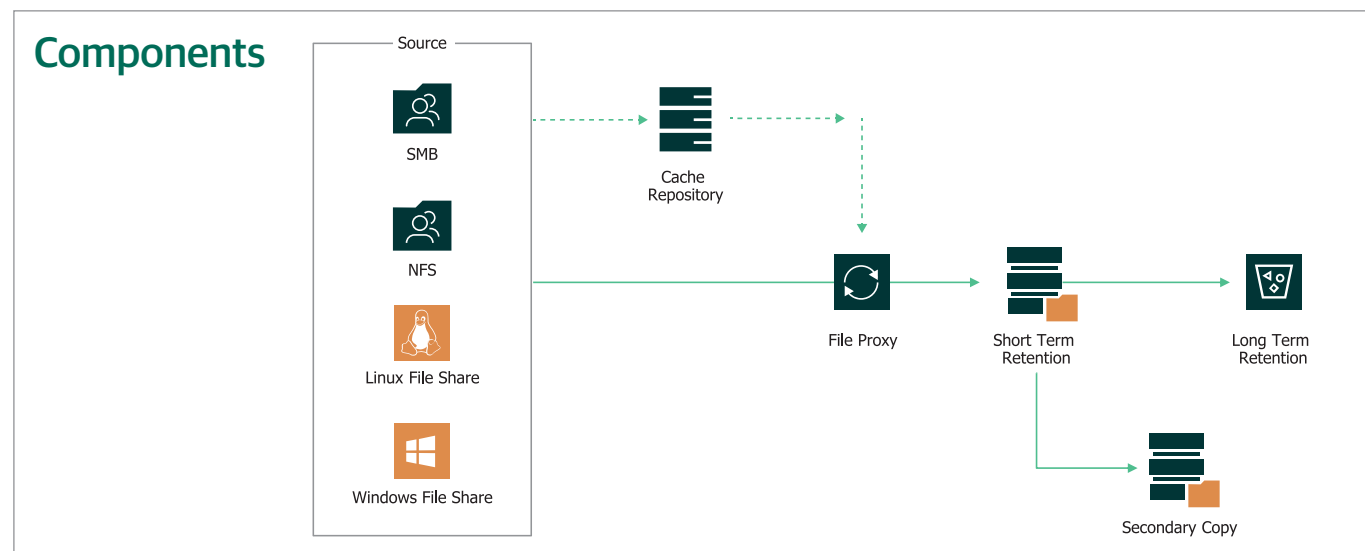 Components
Source
SMB
NFS
Linux File Share
Windows File Share
Cache
Repository
File Proxy
Short Term
Retention
Long Term
Retention
Secondary Copy